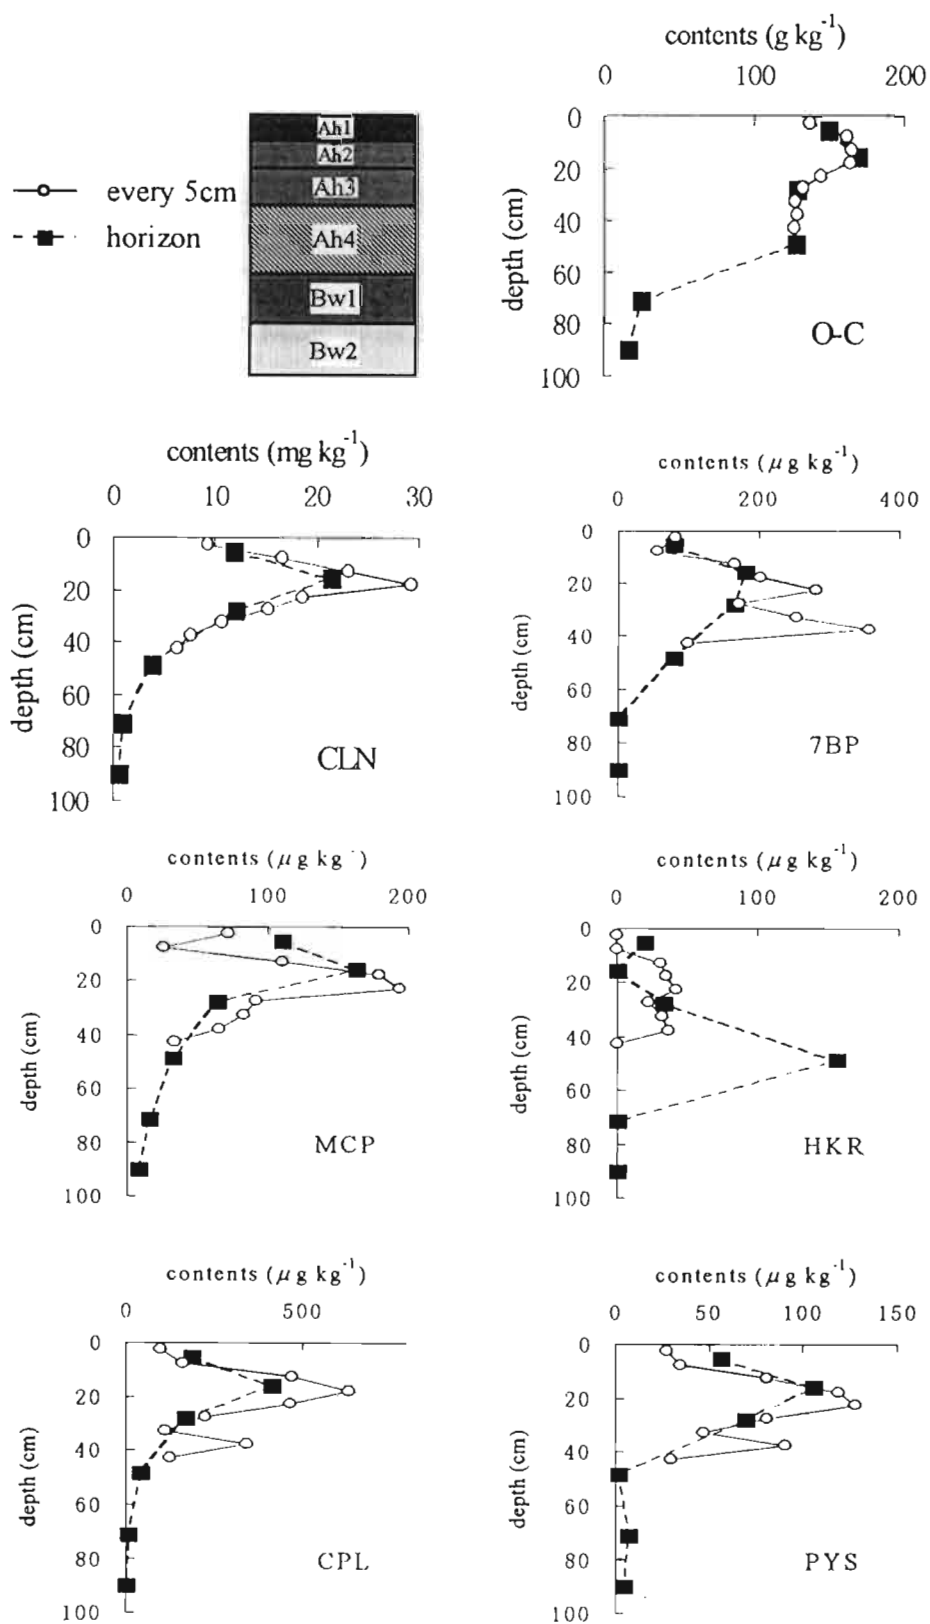 contents (g kg⁻¹)
0 100 200
every 5cm
horizon
Ah1
Ah2
Ah3
Ah4
Bw1
Bw2
depth (cm)
0
20
40
60
80
100
O-C
contents (mg kg⁻¹)
0 10 20 30
depth (cm)
0
20
40
60
80
100
CLN
contents (μg kg⁻¹)
0 200 400
depth (cm)
0
20
40
60
80
100
7BP
contents (μg kg⁻
0 100 200
depth (cm)
0
20
40
60
80
100
MCP
contents (μg kg⁻¹)
0 100 200
depth (cm)
0
20
40
60
80
100
HKR
contents (μg kg⁻¹)
0 500
depth (cm)
0
20
40
60
80
100
CPL
contents (μg kg⁻¹)
0 50 100 150
depth (cm)
0
20
40
60
80
100
PYS